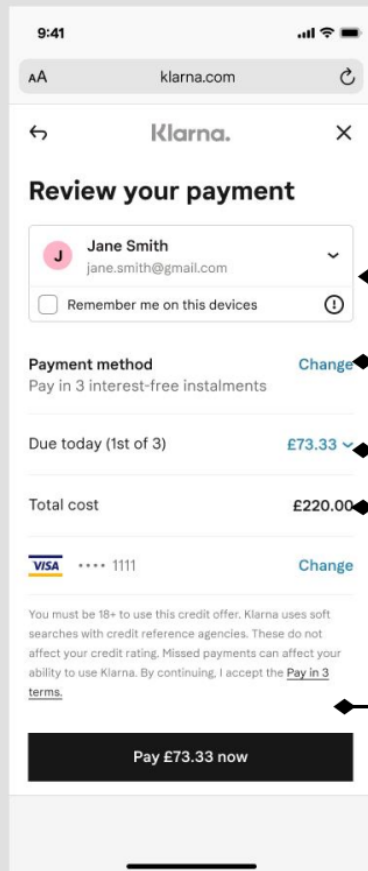 9:41
AA klarna.com
Klarna.
Review your payment
J Jane Smith
jane.smith@gmail.com
Remember me on this devices
Payment method Change
Pay in 3 interest-free instalments
Due today (1st of 3) £73.33
Total cost £220.00
VISA •••• 1111 Change
You must be 18+ to use this credit offer. Klarna uses soft
searches with credit reference agencies. These do not
affect your credit rating. Missed payments can affect your
ability to use Klarna. By continuing, I accept the Pay in 3
terms.
Pay £73.33 now